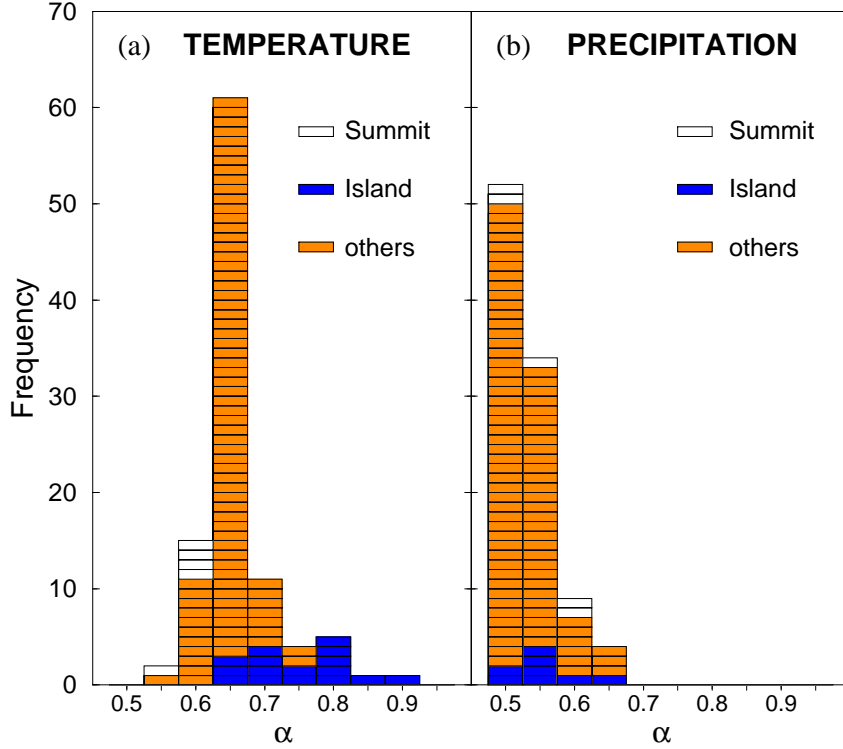 (a) TEMPERATURE
(b) PRECIPITATION
Summit
Island
others
Summit
Island
others
Frequency
70
60
50
40
30
20
10
0
0.5 0.6 0.7 0.8 0.9
0.5 0.6 0.7 0.8 0.9
α
α